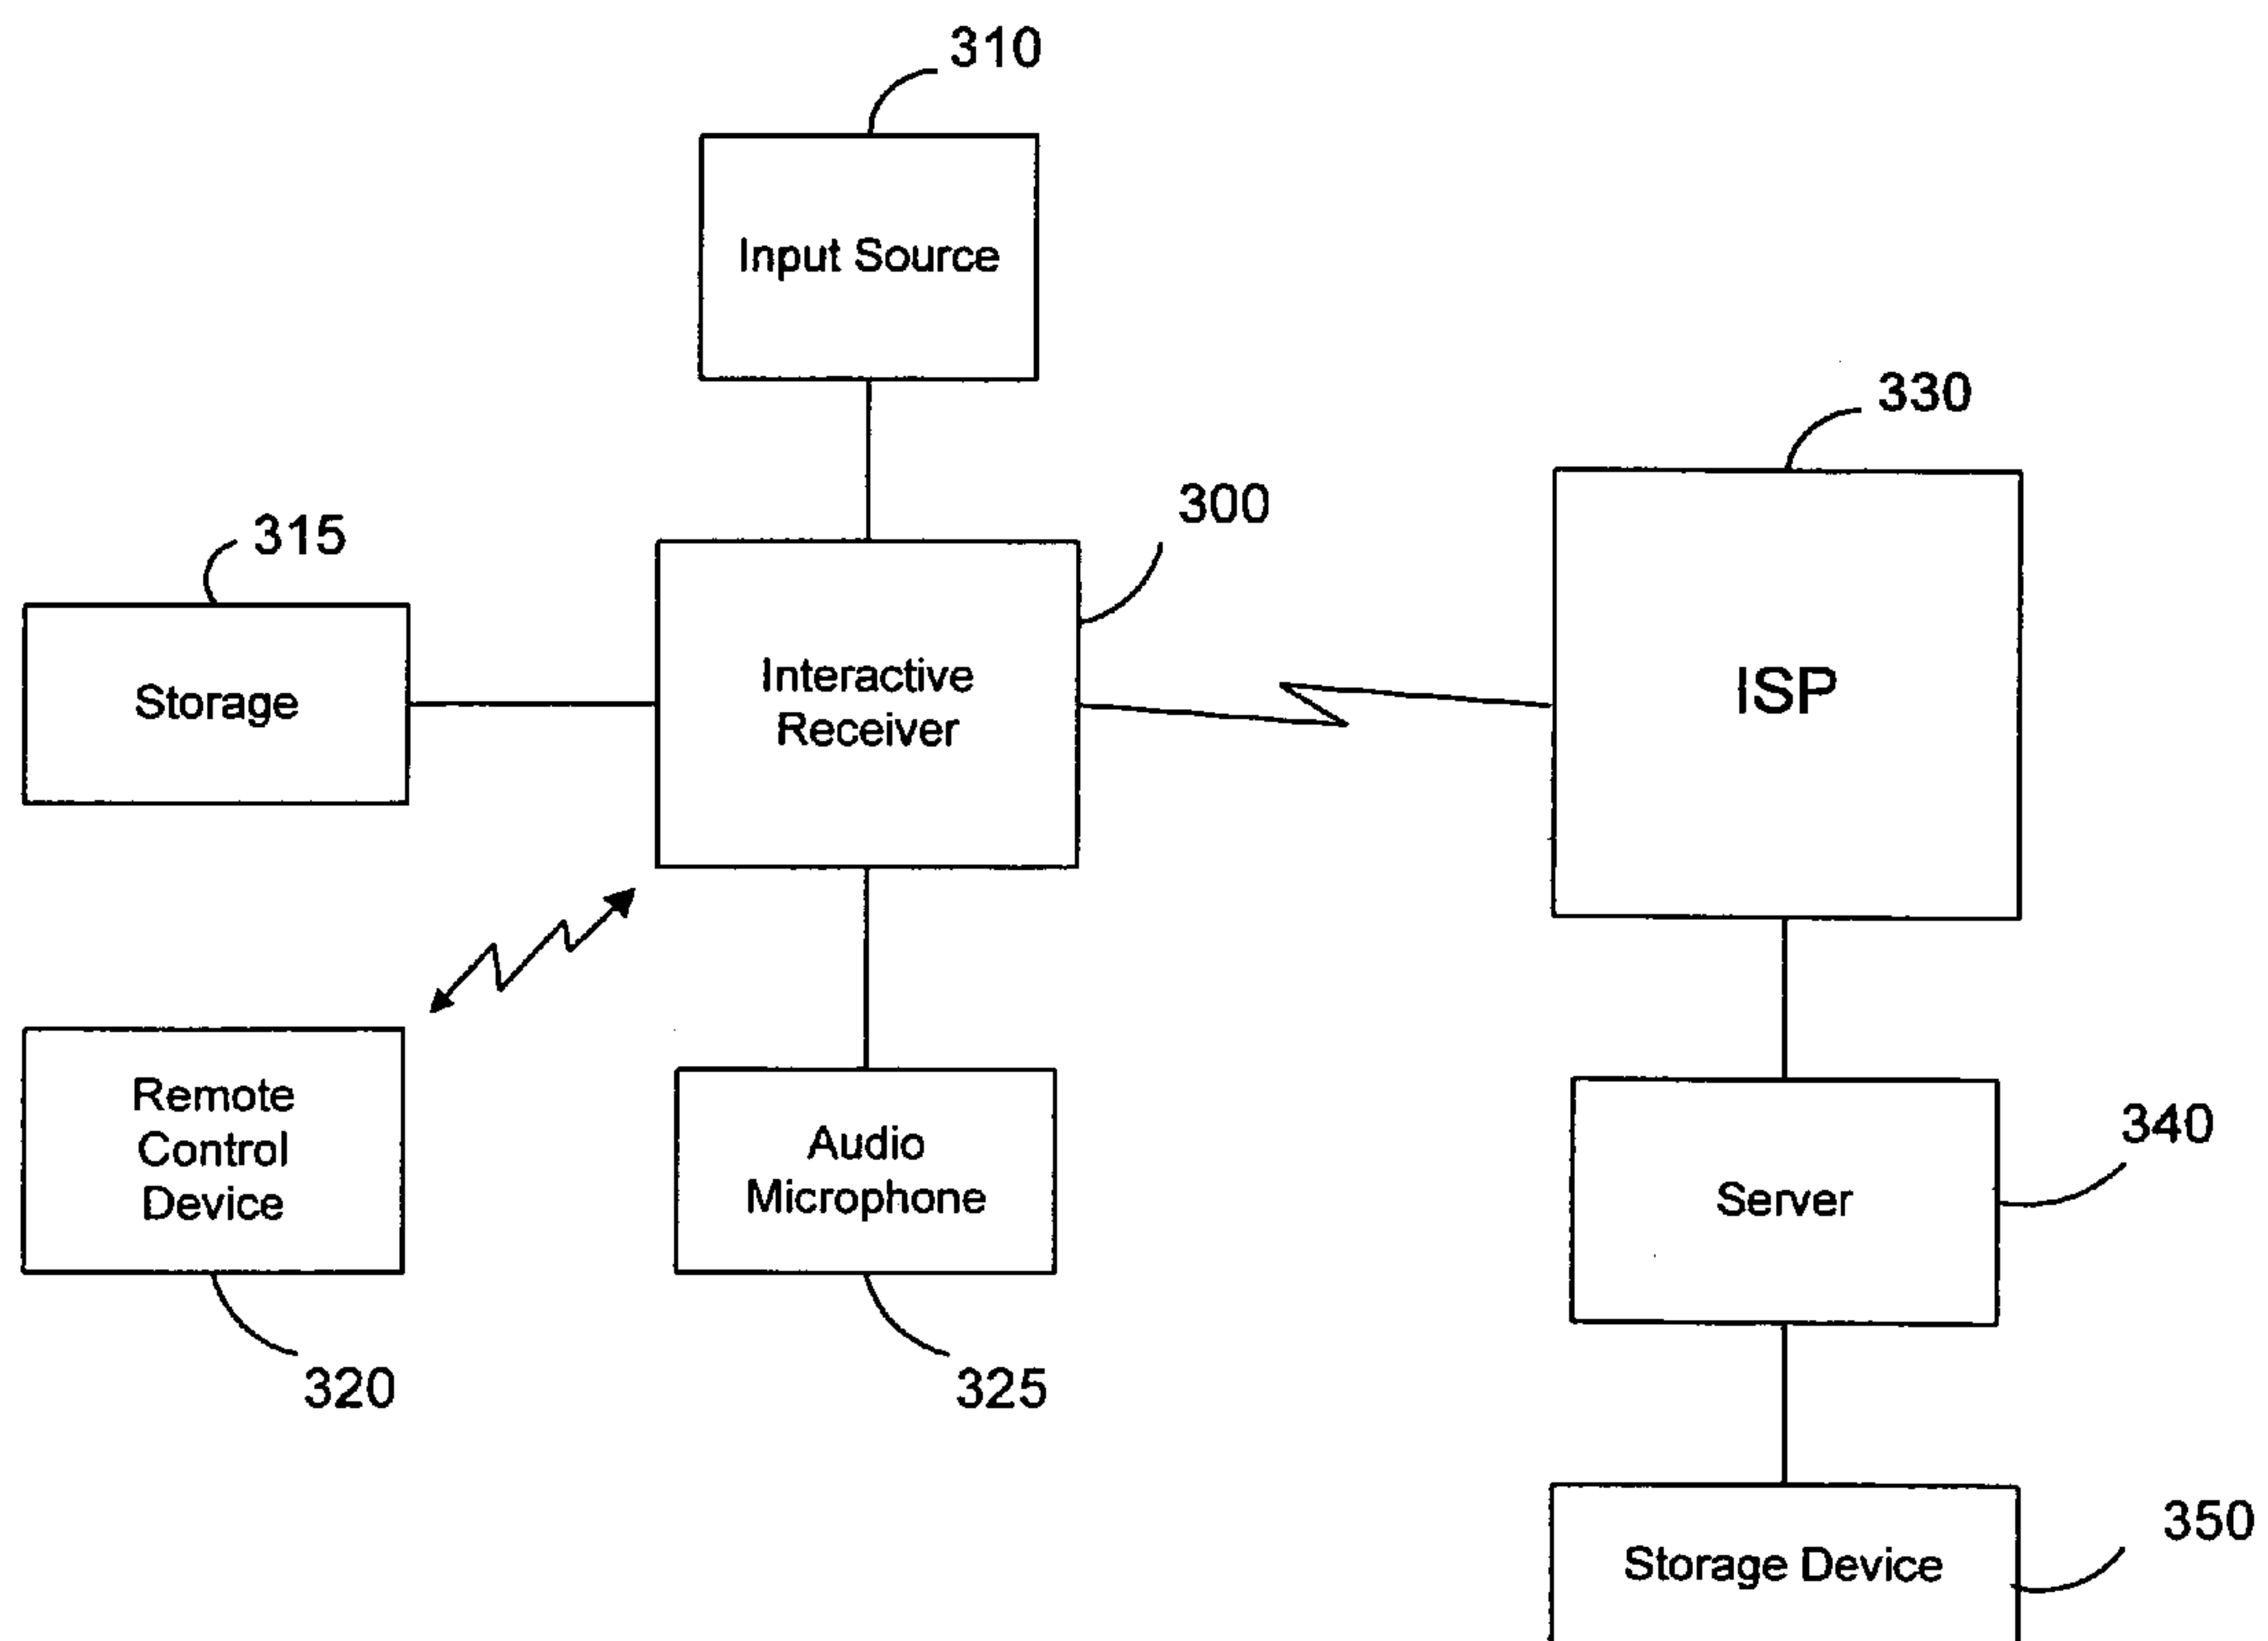 310
Input Source
330
300
315
Interactive
Receiver
ISP
Storage
Remote
Control
Device
Audio
Microphone
340
Server
320
325
350
Storage Device